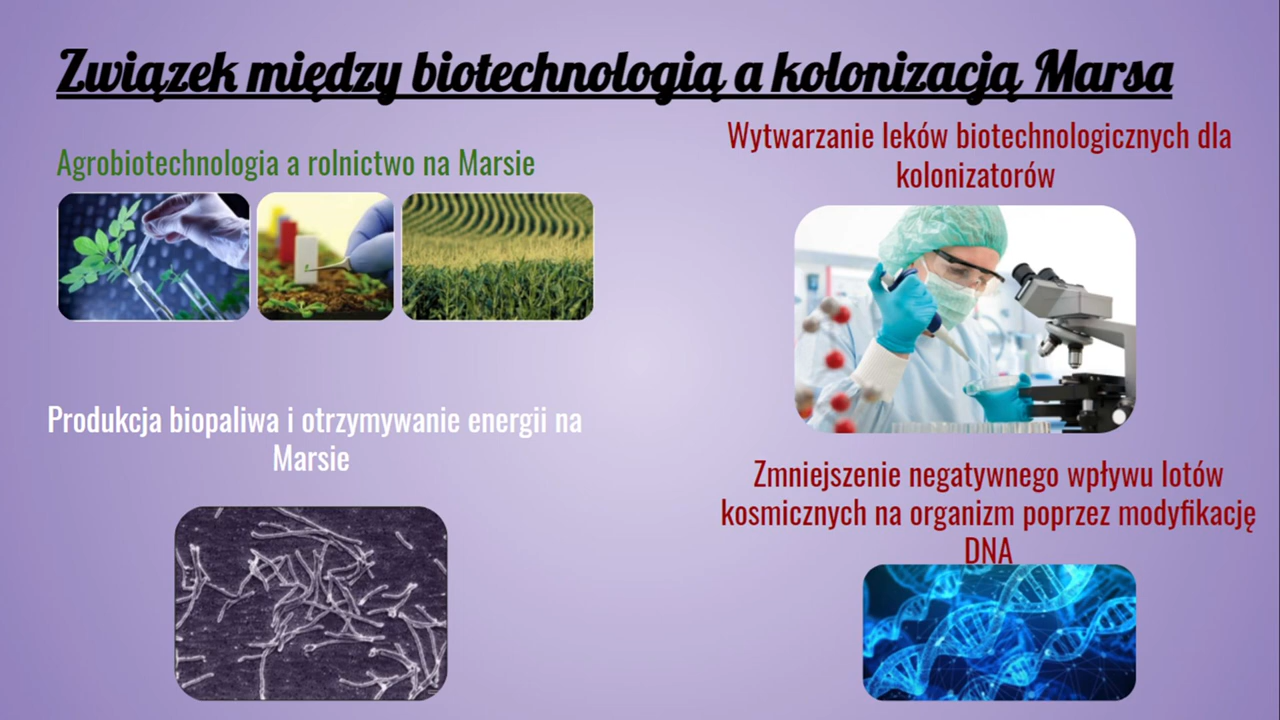 Związek między biotechnologią a kolonizacją Marsa
Agrobiotechnologia a rolnictwo na Marsie
Wytwarzanie leków biotechnologicznych dla
kolonizatorów
Produkcja biopaliwa i otrzymywanie energii na
Marsie
Zmniejszenie negatywnego wpływu lotów
kosmicznych na organizm poprzez modyfikację
DNA